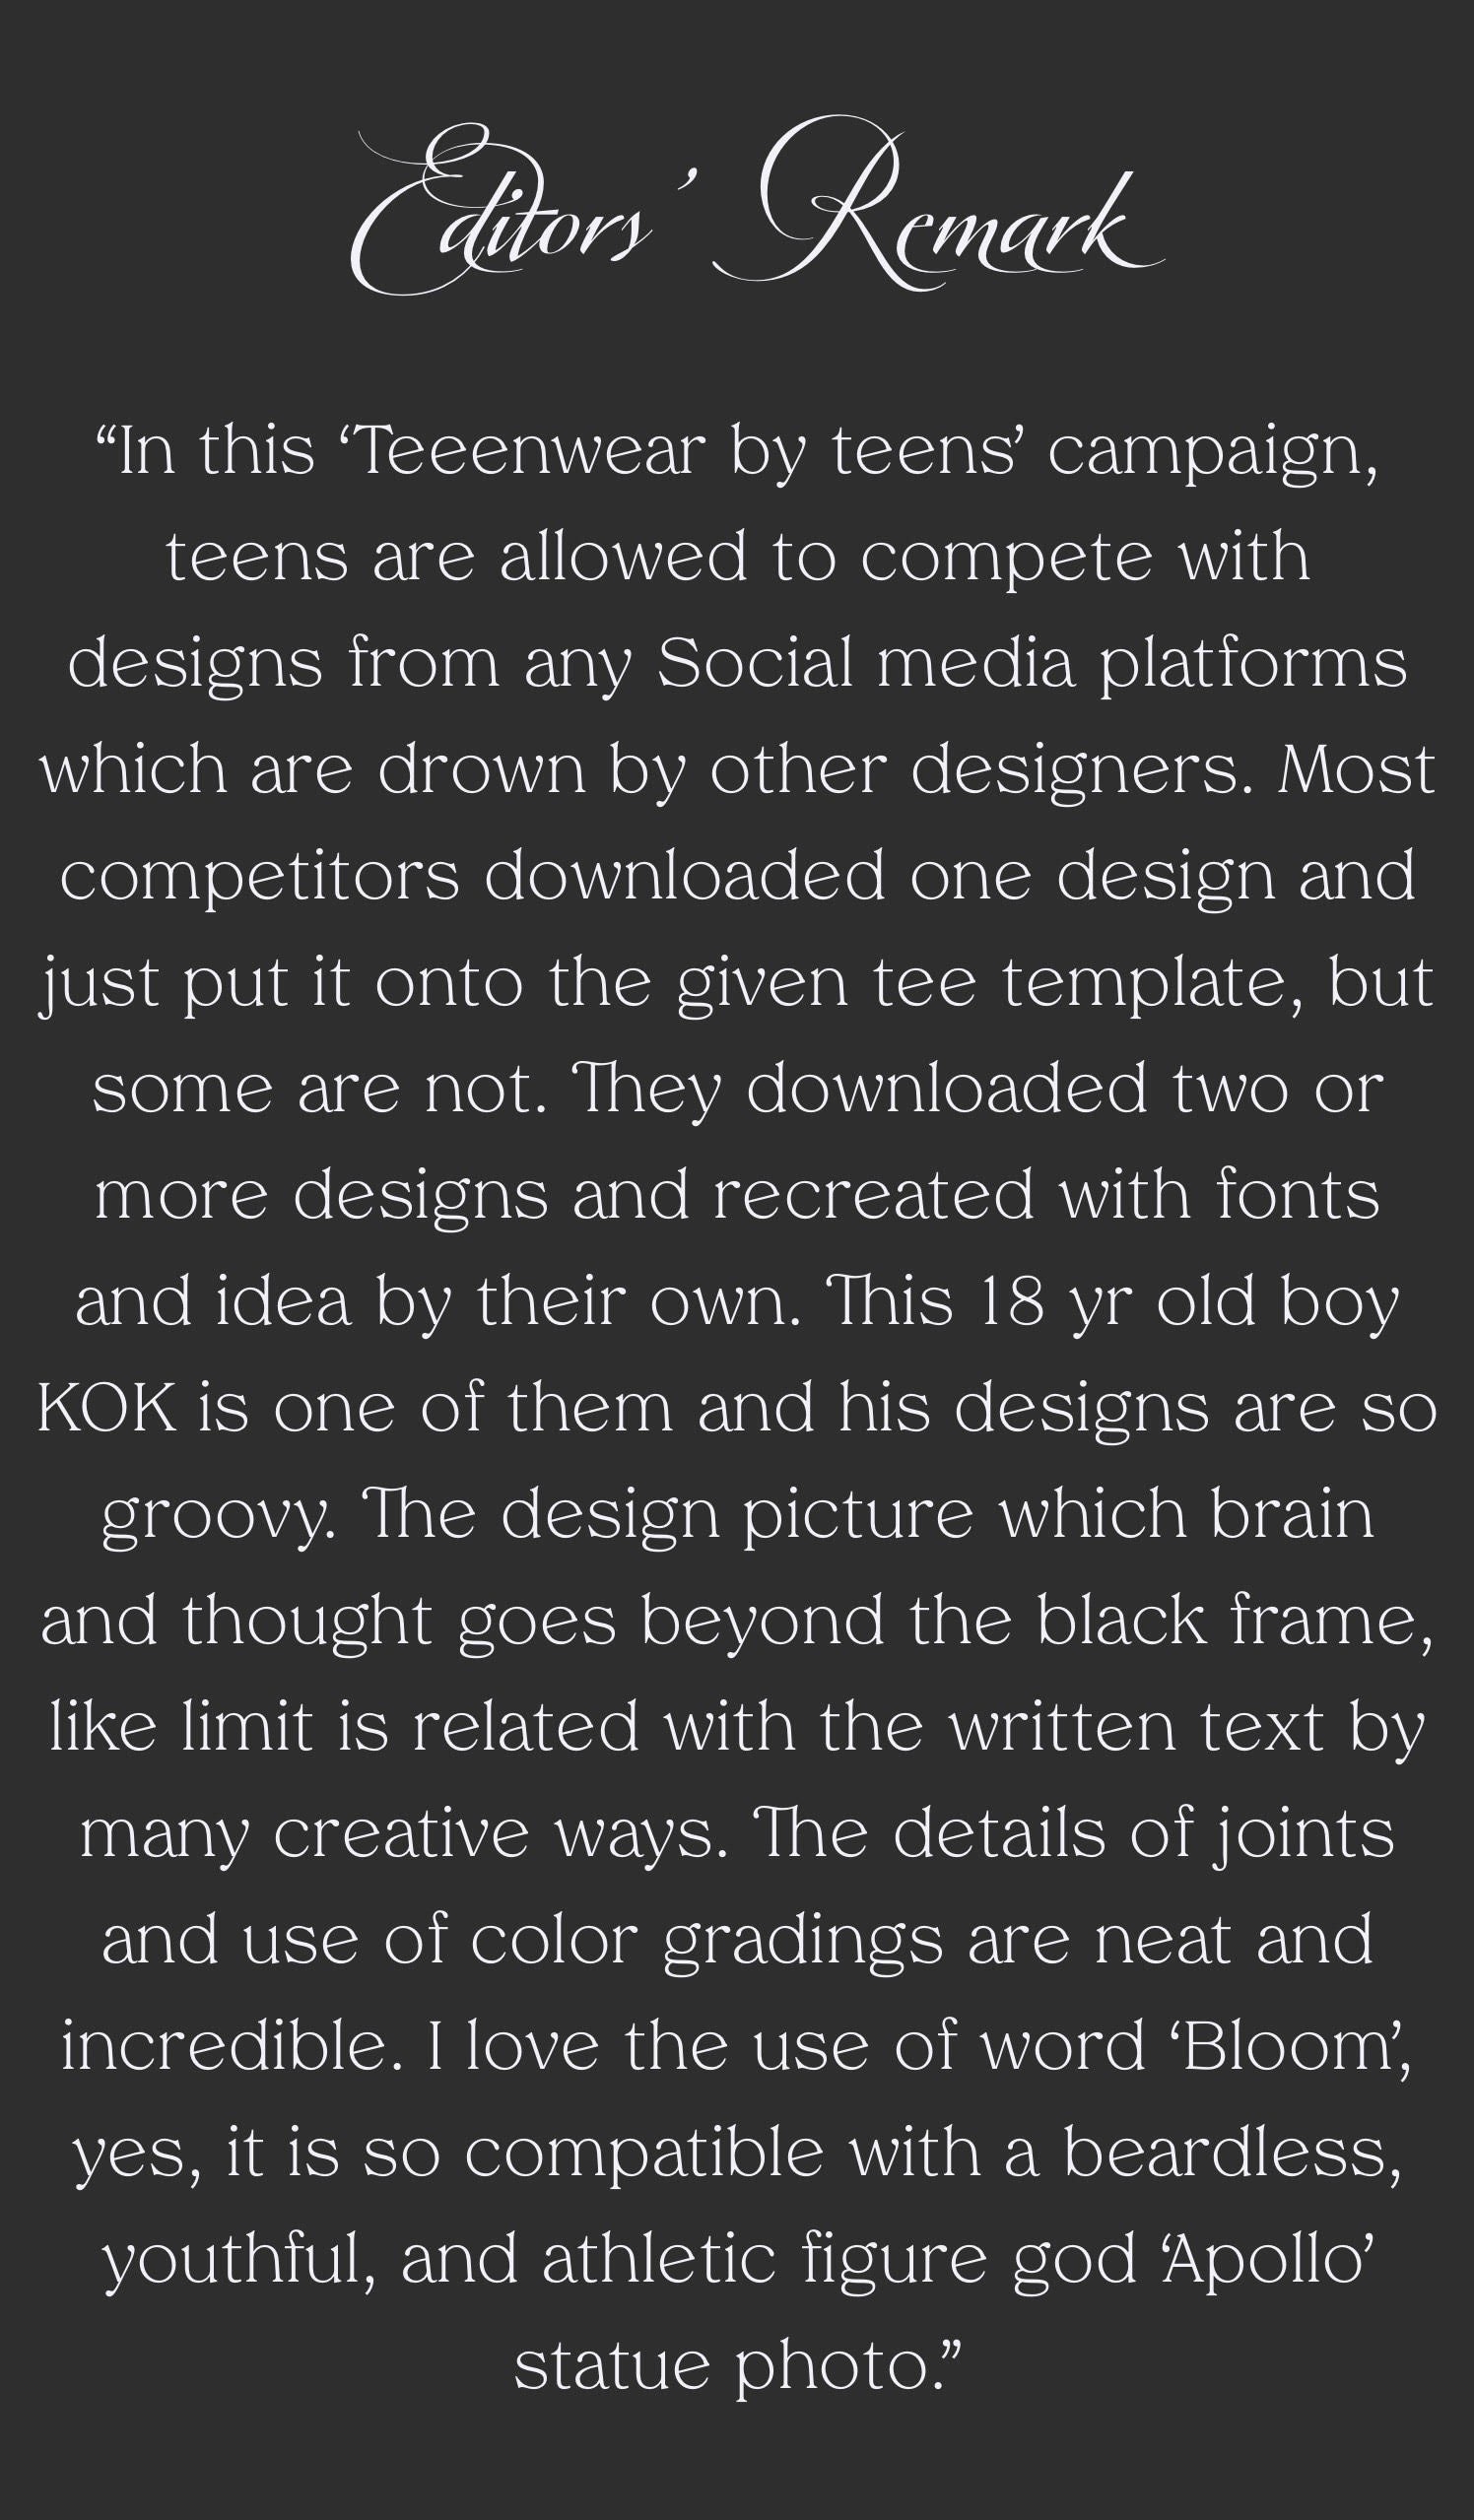 Editors' Remark
“In this ‘Teeenwear by teens’ campaign,
teens are allowed to compete with
designs from any Social media platforms
which are drown by other designers. Most
competitors downloaded one design and
just put it onto the given tee template, but
some are not. They downloaded two or
more designs and recreated with fonts
and idea by their own. This 18 yr old boy
KOK is one of them and his designs are so
groovy. The design picture which brain
and thought goes beyond the black frame,
like limit is related with the written text by
many creative ways. The details of joints
and use of color gradings are neat and
incredible. I love the use of word ‘Bloom’,
yes, it is so compatible with a beardless,
youthful, and athletic figure god ‘Apollo’
statue photo.”